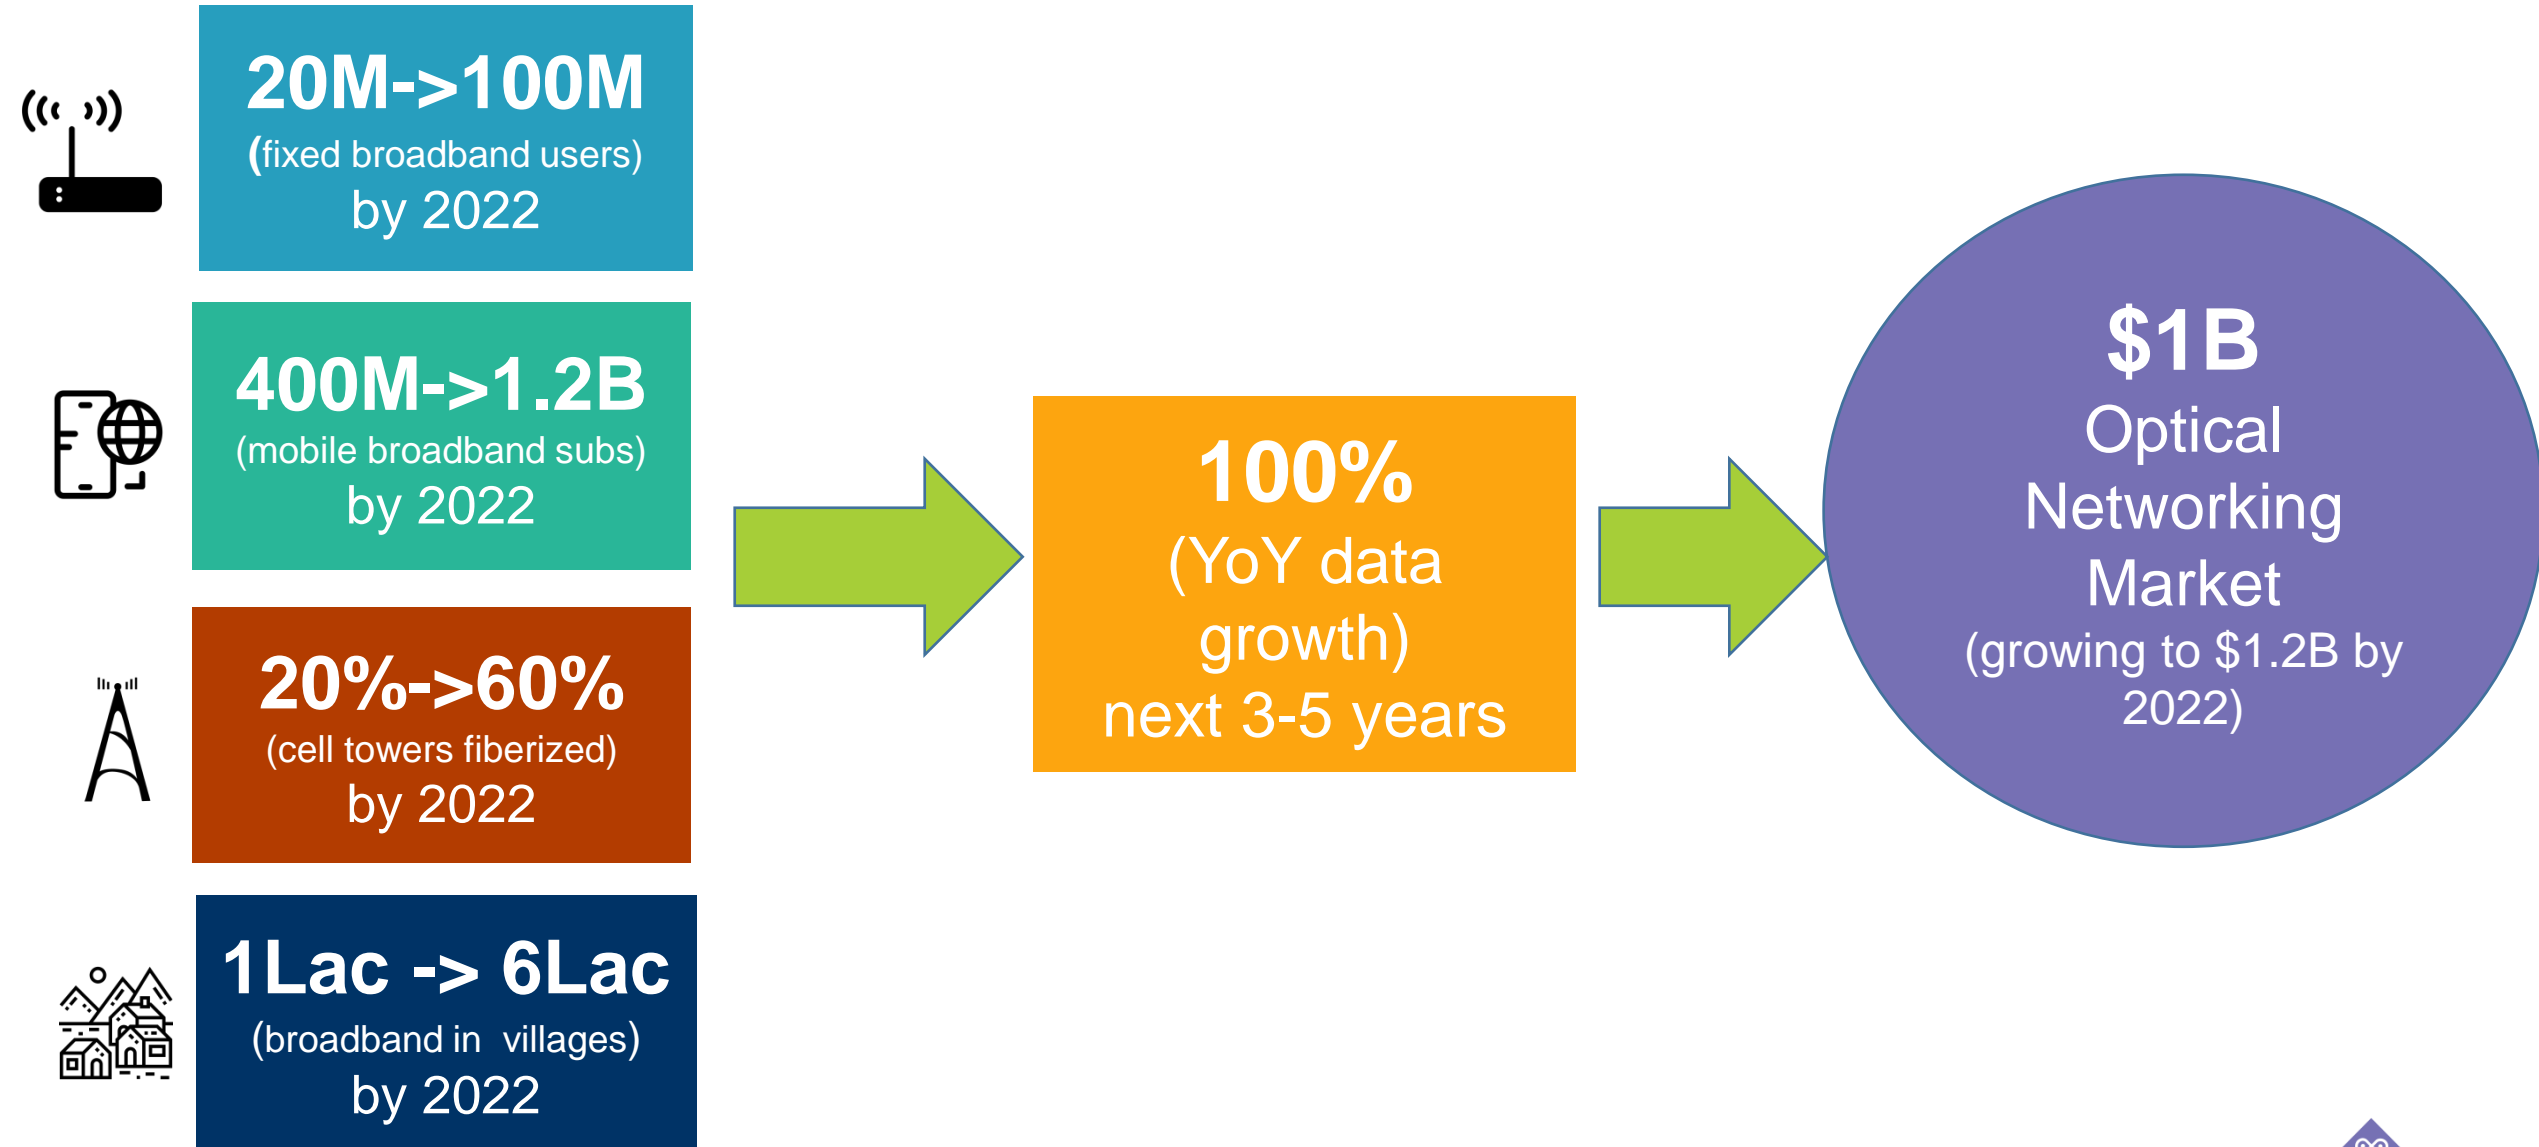 20M->100M
(fixed broadband users)
by 2022
400M->1.2B
(mobile broadband subs)
by 2022
20%->60%
(cell towers fiberized)
by 2022
1Lac -> 6Lac
(broadband in  villages)
by 2022
100%
(YoY data
growth)
next 3-5 years
$1B
Optical
Networking
Market
(growing to $1.2B by
2022)